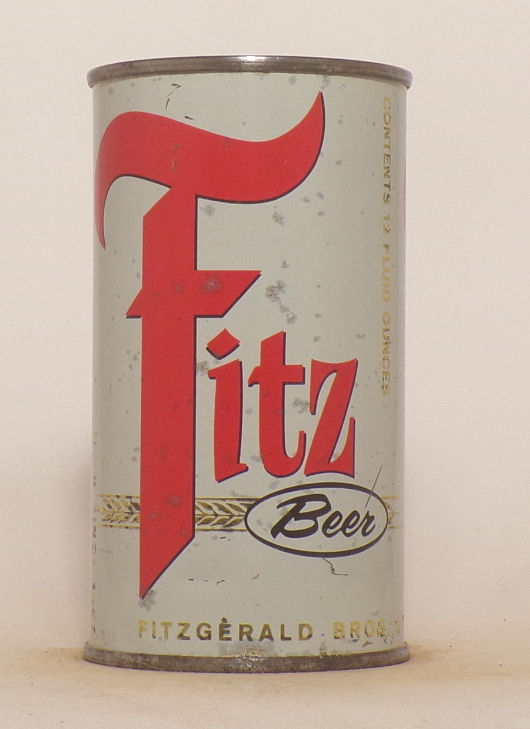 Fitz
Beer
FITZGERALD BROS
CONTENTS 12 FLUID OUNCES